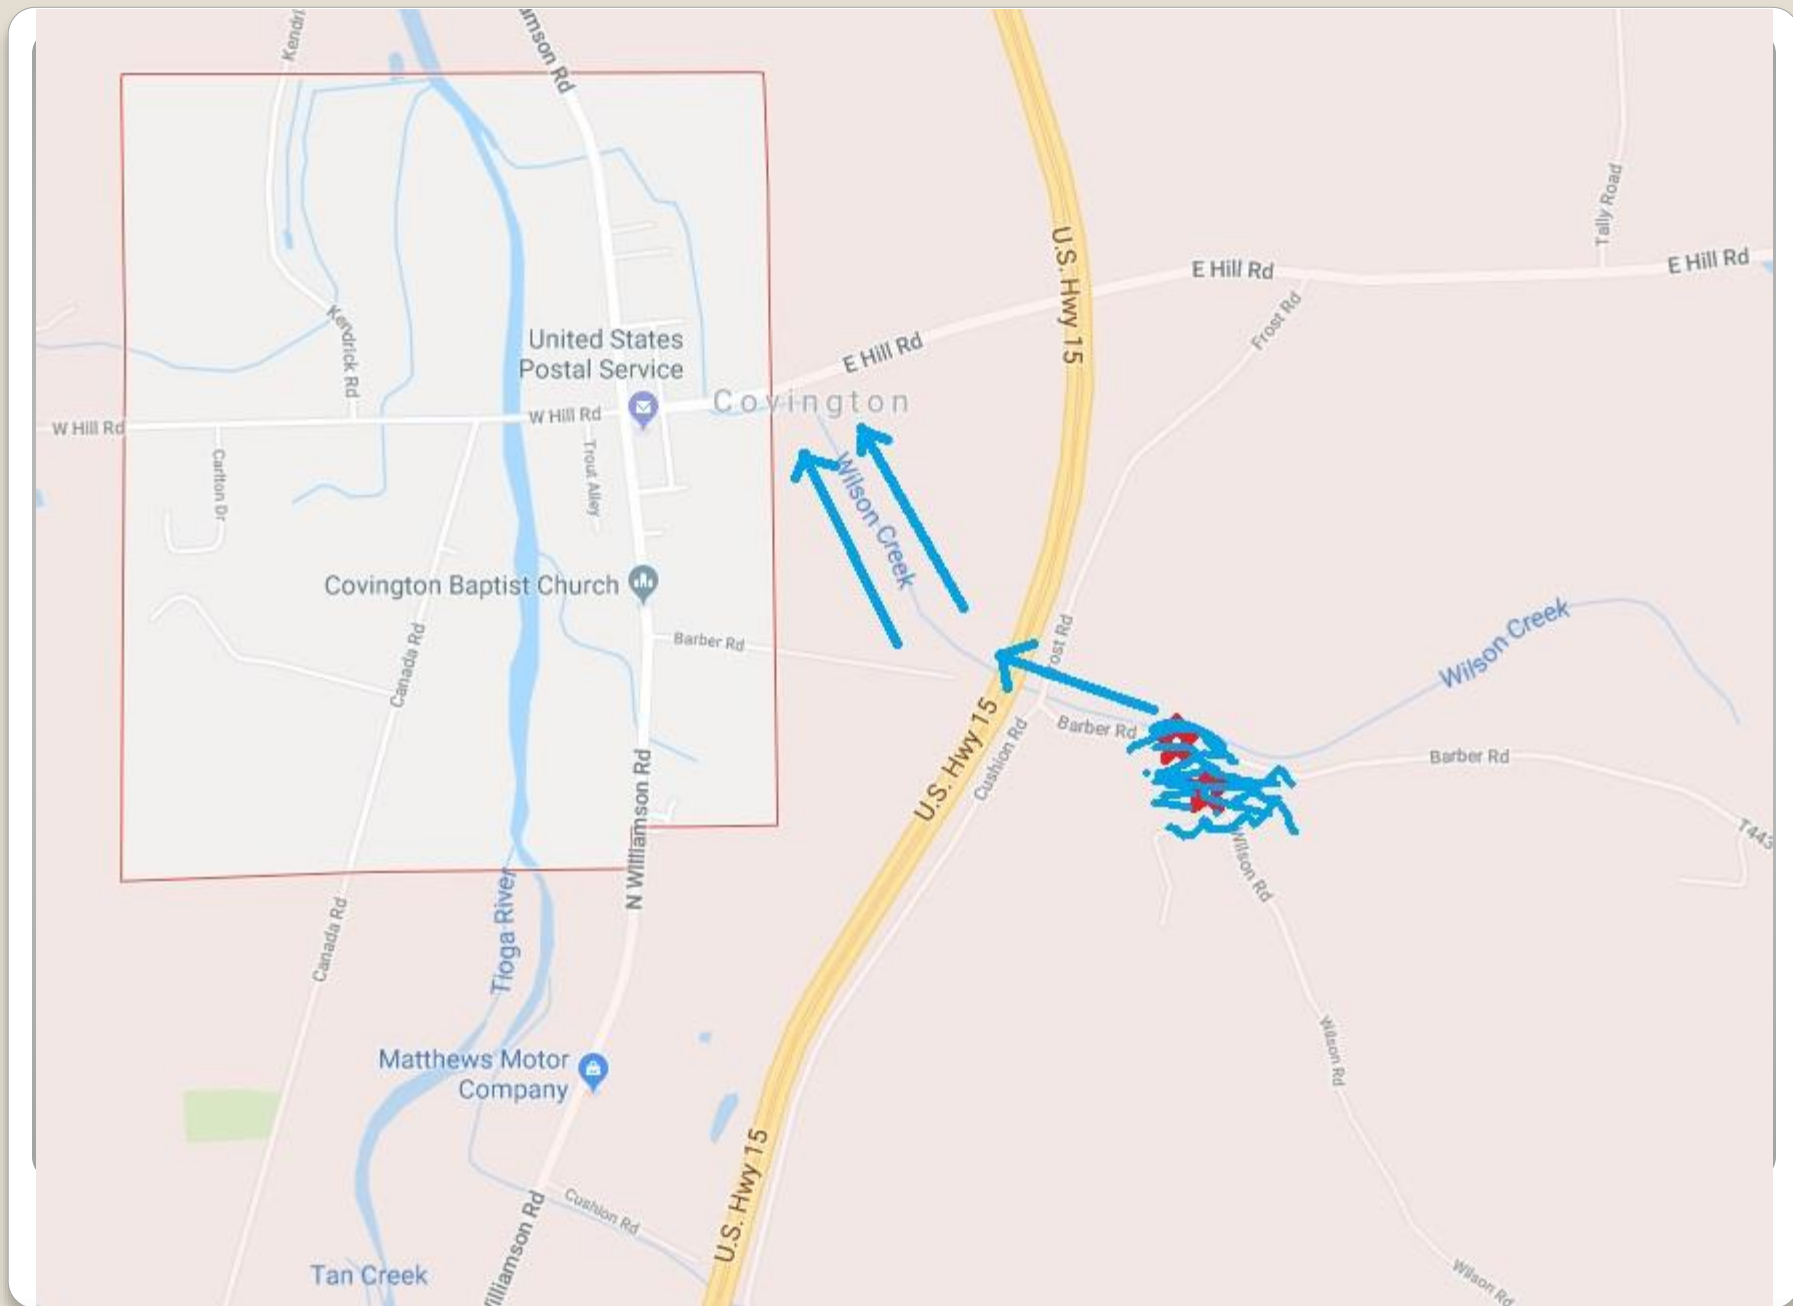 Kendri
mson Rd
U.S. Hwy 15
Tally Road
E Hill Rd
E Hill Rd
Frost Rd
Kendrick Rd
United States
Postal Service
E Hill Rd
Covington
W Hill Rd
W Hill Rd
Carlton Dr
Trout Alley
Wilson Creek
Covington Baptist Church
Barber Rd
Canada Rd
ost Rd
Wilson Creek
U.S. Hwy 15
Cushion Rd
Barber Rd
Barber Rd
T443
Wilson Rd
N Williamson Rd
Tioga River
Canada Rd
Wilson Rd
Matthews Motor
Company
U.S. Hwy 15
Cushion Rd
Williamson Rd
Tan Creek
Wilson Rd